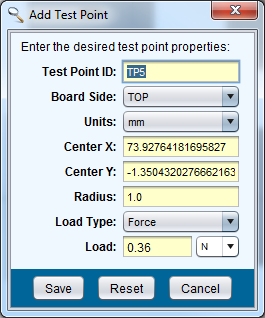 Add Test Point
Enter the desired test point properties:
Test Point ID: TP5
Board Side: TOP
Units: mm
Center X: 73.92764181695827
Center Y: -1.3504320276662163
Radius: 1.0
Load Type: Force
Load: 0.36 N
Save Reset Cancel